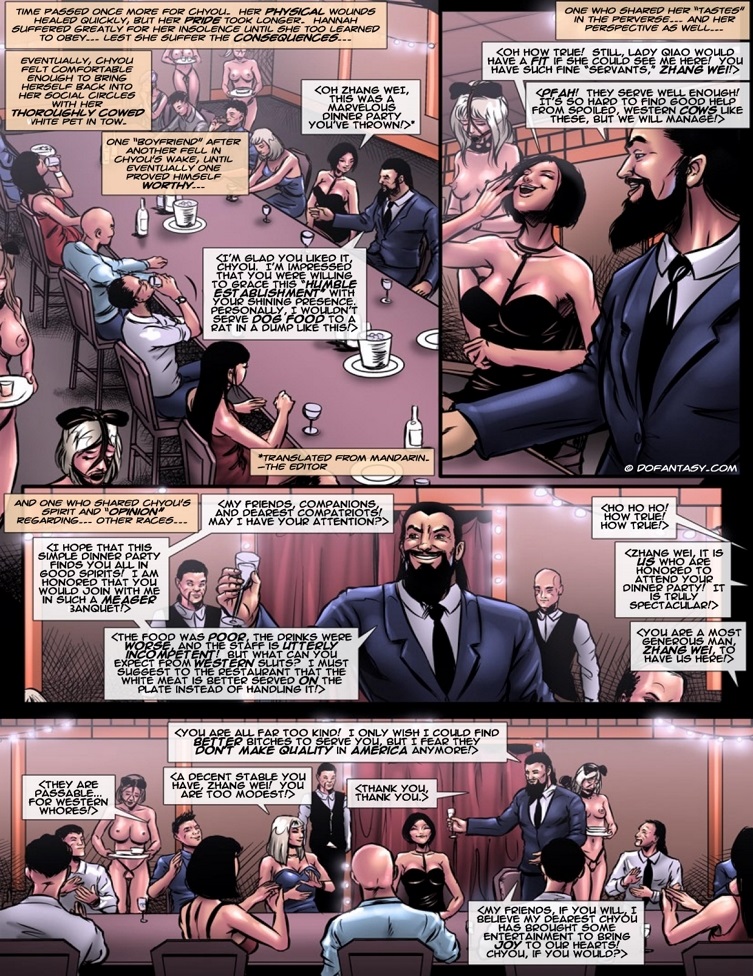 TIME PASSED ONCE MORE FOR CHYOU. HER PHYSICAL WOUNDS
HEALED QUICKLY, BUT HER PRIDE TOOK LONGER. HANNAH
SUFFERED GREATLY FOR HER INSOLENCE UNTIL SHE TOO LEARNED
TO OBEY... LEST SHE SUFFER THE CONSEQUENCES...
EVENTUALLY, CHYOU
FELT COMFORTABLE
ENOUGH TO BRING
HERSELF BACK INTO
HER SOCIAL CIRCLES
WITH HER
THOROUGHLY COWED
WHITE PET IN TOW...
<OH ZHANG WEI,
THIS WAS A
MARVELOUS
DINNER PARTY
YOU'VE THROWN!>*
ONE "BOYFRIEND" AFTER
ANOTHER FELL IN
CHYOU'S WAKE, UNTIL
EVENTUALLY ONE
PROVED HIMSELF
WORTHY...
<I'M GLAD YOU LIKED IT,
CHYOU. I'M IMPRESSED
THAT YOU WERE WILLING
TO GRACE THIS "HUMBLE
ESTABLISHMENT" WITH
YOUR SHINING PRESENCE.
PERSONALLY, I WOULDN'T
SERVE DOG FOOD TO A
RAT IN A DUMP LIKE THIS!>
*TRANSLATED FROM MANDARIN.
-THE EDITOR
ONE WHO SHARED HER "TASTES"
IN THE PERVERSE... AND HER
PERSPECTIVE AS WELL...
<OH HOW TRUE! STILL, LADY QIAO WOULD
HAVE A FIT IF SHE COULD SEE ME HERE! YOU
HAVE SUCH FINE "SERVANTS," ZHANG WEI!>
<PFAH! THEY SERVE WELL ENOUGH!
IT'S SO HARD TO FIND GOOD HELP
FROM SPOILED, WESTERN COWS LIKE
THESE, BUT WE WILL MANAGE!>
© DOFANTASY.COM
AND ONE WHO SHARED CHYOU'S
SPIRIT AND "OPINION"
REGARDING... OTHER RACES...
<MY FRIENDS, COMPANIONS,
AND DEAREST COMPATRIOTS!
MAY I HAVE YOUR ATTENTION?>
<I HOPE THAT THIS
SIMPLE DINNER PARTY
FINDS YOU ALL IN
GOOD SPIRITS! I AM
HONORED THAT YOU
WOULD JOIN WITH ME
IN SUCH A MEAGER
BANQUET!>
<THE FOOD WAS POOR, THE DRINKS WERE
WORSE, AND THE STAFF IS UTTERLY
INCOMPETENT! BUT WHAT CAN YOU
EXPECT FROM WESTERN SLUTS? I MUST
SUGGEST TO THE RESTAURANT THAT THE
WHITE MEAT IS BETTER SERVED ON THE
PLATE INSTEAD OF HANDLING IT!>
<HO HO HO!
HOW TRUE!
HOW TRUE!>
<ZHANG WEI, IT IS
US WHO ARE
HONORED TO
ATTEND YOUR
DINNER PARTY! IT
IS TRULY
SPECTACULAR!>
<YOU ARE A MOST
GENEROUS MAN,
ZHANG WEI, TO
HAVE US HERE!>
<YOU ARE ALL FAR TOO KIND! I ONLY WISH I COULD FIND
BETTER BITCHES TO SERVE YOU, BUT I FEAR THEY
DON'T MAKE QUALITY IN AMERICA ANYMORE!>
<THEY ARE
PASSABLE...
FOR WESTERN
WHORES!>
<A DECENT STABLE YOU
HAVE, ZHANG WEI! YOU
ARE TOO MODEST!>
<THANK YOU,
THANK YOU.>
<MY FRIENDS, IF YOU WILL, I
BELIEVE MY DEAREST CHYOU
HAS BROUGHT SOME
ENTERTAINMENT TO BRING
JOY TO OUR HEARTS!
CHYOU, IF YOU WOULD?>